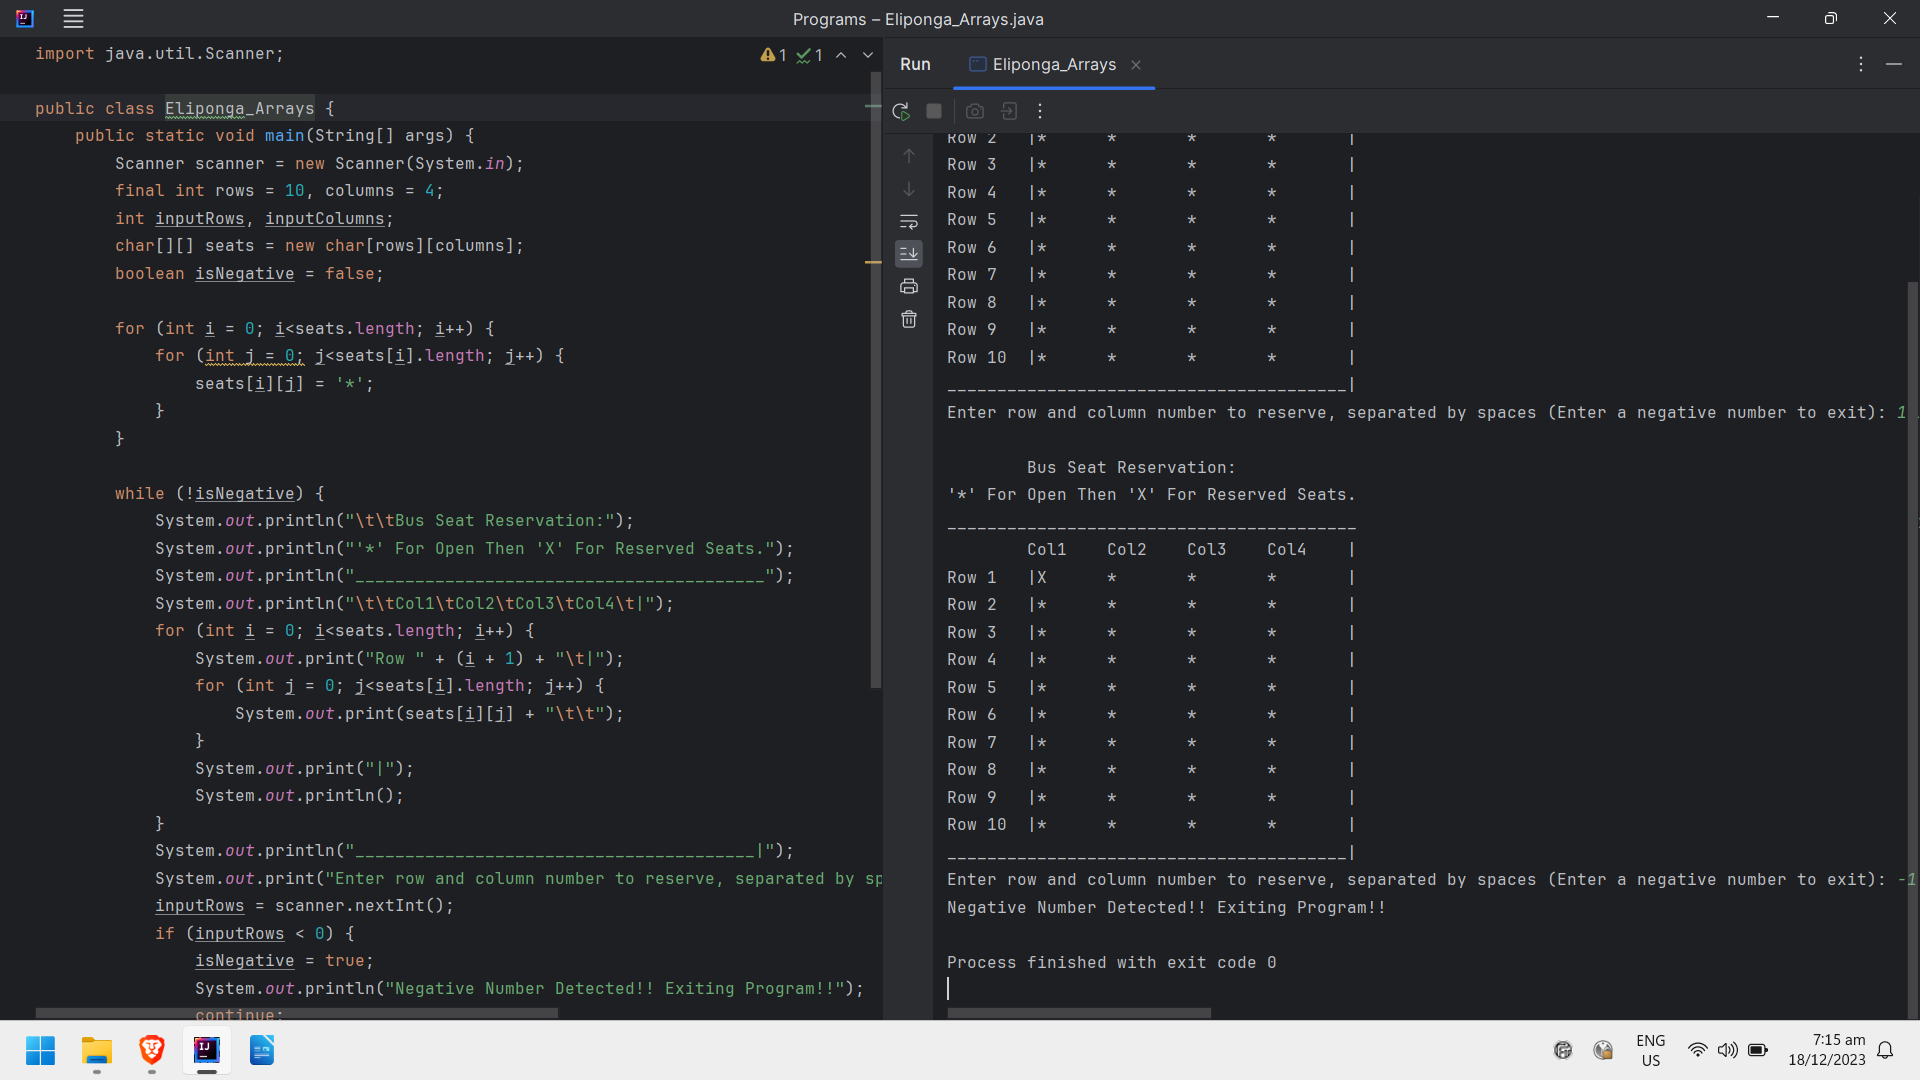 Programs – Eliponga_Arrays.java
import java.util.Scanner;
1 1
public class Eliponga_Arrays {
public static void main(String[] args) {
Scanner scanner = new Scanner(System.in);
final int rows = 10, columns = 4;
int inputRows, inputColumns;
char[][] seats = new char[rows][columns];
boolean isNegative = false;
for (int i = 0; i<seats.length; i++) {
for (int j = 0; j<seats[i].length; j++) {
seats[i][j] = '*';
}
}
while (!isNegative) {
System.out.println("\t\tBus Seat Reservation:");
System.out.println("'*' For Open Then 'X' For Reserved Seats.");
System.out.println("_________________________________________");
System.out.println("\t\tCol1\tCol2\tCol3\tCol4\t|");
for (int i = 0; i<seats.length; i++) {
System.out.print("Row " + (i + 1) + "\t|");
for (int j = 0; j<seats[i].length; j++) {
System.out.print(seats[i][j] + "\t\t");
}
System.out.print("|");
System.out.println();
}
System.out.println("________________________________________|");
System.out.print("Enter row and column number to reserve, separated by sp
inputRows = scanner.nextInt();
if (inputRows < 0) {
isNegative = true;
System.out.println("Negative Number Detected!! Exiting Program!!");
continue;
Run Eliponga_Arrays
Row 2 |* * * * |
Row 3 |* * * * |
Row 4 |* * * * |
Row 5 |* * * * |
Row 6 |* * * * |
Row 7 |* * * * |
Row 8 |* * * * |
Row 9 |* * * * |
Row 10 |* * * * |
________________________________________|
Enter row and column number to reserve, separated by spaces (Enter a negative number to exit): 1
Bus Seat Reservation:
'*' For Open Then 'X' For Reserved Seats.
_________________________________________
Col1 Col2 Col3 Col4 |
Row 1 |X * * * |
Row 2 |* * * * |
Row 3 |* * * * |
Row 4 |* * * * |
Row 5 |* * * * |
Row 6 |* * * * |
Row 7 |* * * * |
Row 8 |* * * * |
Row 9 |* * * * |
Row 10 |* * * * |
________________________________________|
Enter row and column number to reserve, separated by spaces (Enter a negative number to exit): -1
Negative Number Detected!! Exiting Program!!
Process finished with exit code 0
ENG
US
7:15 am
18/12/2023